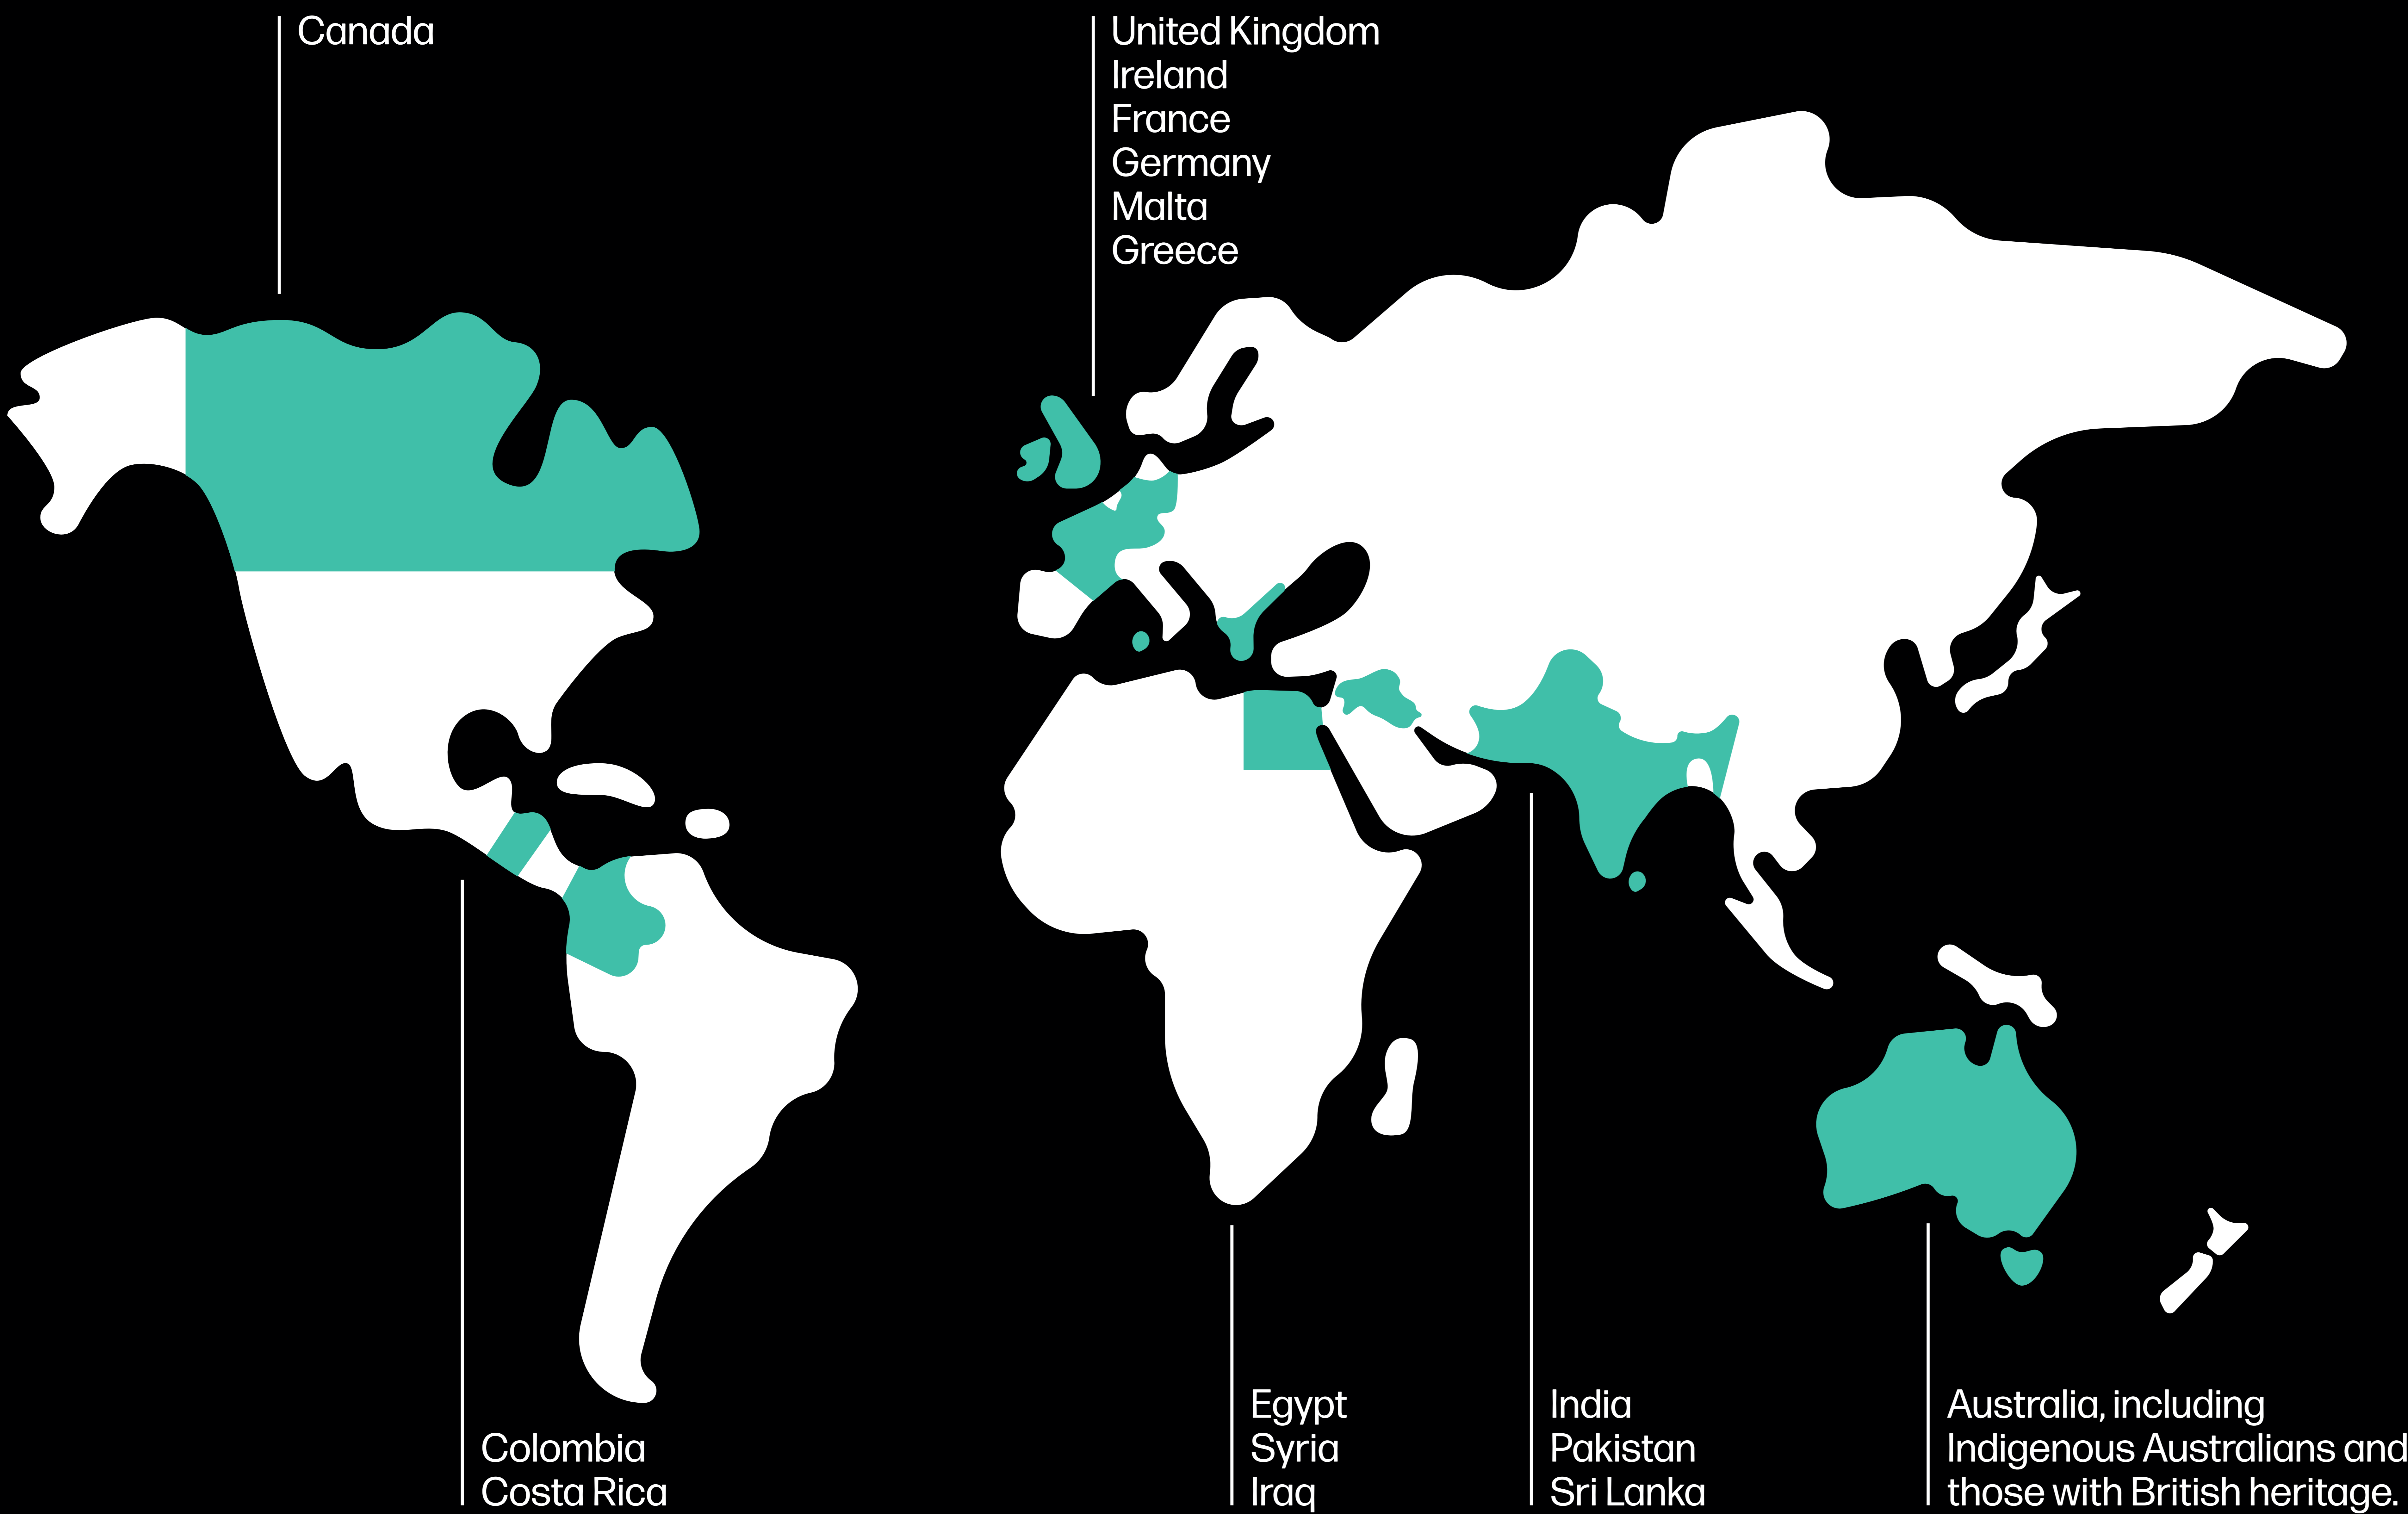 Canada
United Kingdom
Ireland
France
Germany
Malta
Greece
Colombia
Costa Rica
Egypt
Syria
Iraq
India
Pakistan
Sri Lanka
Australia, including
Indigenous Australians and
those with British heritage.